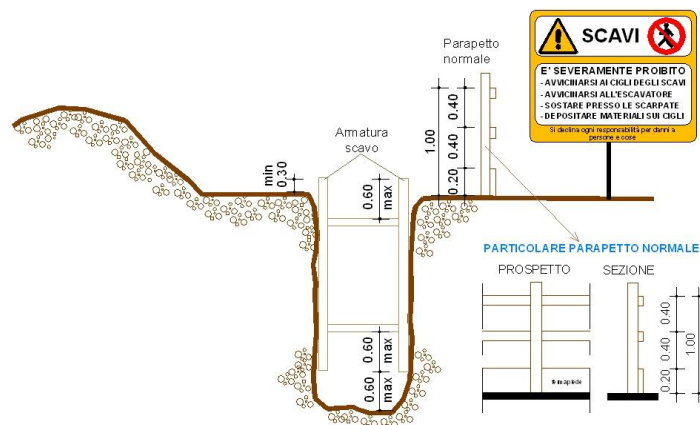 SCAVI
E' SEVERAMENTE PROIBITO
- AVVICINARSI AI CIGLI DEGLI SCAVI
- AVVICINARSI ALL'ESCAVATORE
- SOSTARE PRESSO LE SCARPATE
- DEPOSITARE MATERIALI SUI CIGLI
Si declina ogni responsabilità per danni a
persone e cose
Parapetto
normale
Armatura
scavo
min
0.30
0.60
max
1.00
0.40
0.40
0.20
0.60
max
0.60
max
PARTICOLARE PARAPETTO NORMALE
PROSPETTO
SEZIONE
0.40
0.40
0.20
1.00